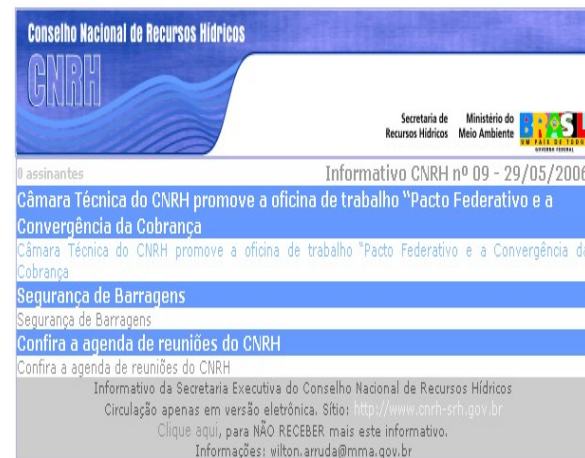 Conselho Nacional de Recursos Hídricos
CNRH
Secretaria de Recursos Hídricos
Ministério do Meio Ambiente
BRASIL
UM PAÍS DE TODOS
GOVERNO FEDERAL
0 assinantes
Informativo CNRH nº 09 - 29/05/2006
Câmara Técnica do CNRH promove a oficina de trabalho "Pacto Federativo e a
Convergência da Cobrança
Câmara Técnica do CNRH promove a oficina de trabalho "Pacto Federativo e a Convergência da
Cobrança
Segurança de Barragens
Segurança de Barragens
Confira a agenda de reuniões do CNRH
Confira a agenda de reuniões do CNRH
Informativo da Secretaria Executiva do Conselho Nacional de Recursos Hídricos
Circulação apenas em versão eletrônica. Sítio: http://www.cnrh-srh.gov.br
Clique aqui, para NÃO RECEBER mais este informativo.
Informações: wilton.arruda@mma.gov.br